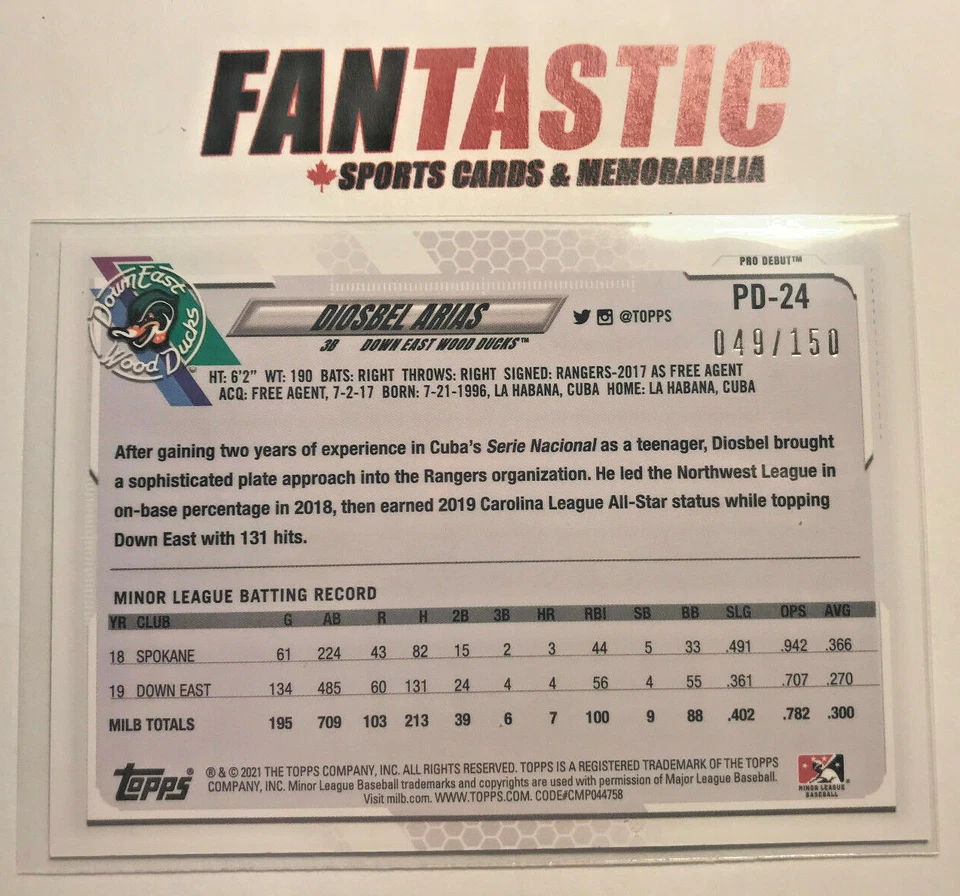 FANTASTIC
SPORTS CARDS & MEMORABILIA
PRO DEBUT™
PD-24
049/150
Down East
Wood Ducks
DIOSBEL ARIAS
@TOPPS
3B DOWN EAST WOOD DUCKS™
HT: 6'2" WT: 190 BATS: RIGHT THROWS: RIGHT SIGNED: RANGERS-2017 AS FREE AGENT
ACQ: FREE AGENT, 7-2-17 BORN: 7-21-1996, LA HABANA, CUBA HOME: LA HABANA, CUBA
After gaining two years of experience in Cuba's Serie Nacional as a teenager, Diosbel brought
a sophisticated plate approach into the Rangers organization. He led the Northwest League in
on-base percentage in 2018, then earned 2019 Carolina League All-Star status while topping
Down East with 131 hits.
MINOR LEAGUE BATTING RECORD
YR CLUB G AB R H 2B 3B HR RBI SB BB SLG OPS AVG
18 SPOKANE 61 224 43 82 15 2 3 44 5 33 .491 .942 .366
19 DOWN EAST 134 485 60 131 24 4 4 56 4 55 .361 .707 .270
MILB TOTALS 195 709 103 213 39 6 7 100 9 88 .402 .782 .300
topps®
® & © 2021 THE TOPPS COMPANY, INC. ALL RIGHTS RESERVED. TOPPS IS A REGISTERED TRADEMARK OF THE TOPPS
COMPANY, INC. Minor League Baseball trademarks and copyrights are used with permission of Major League Baseball.
Visit milb.com. WWW.TOPPS.COM. CODE#CMP044758
MINOR LEAGUE
BASEBALL